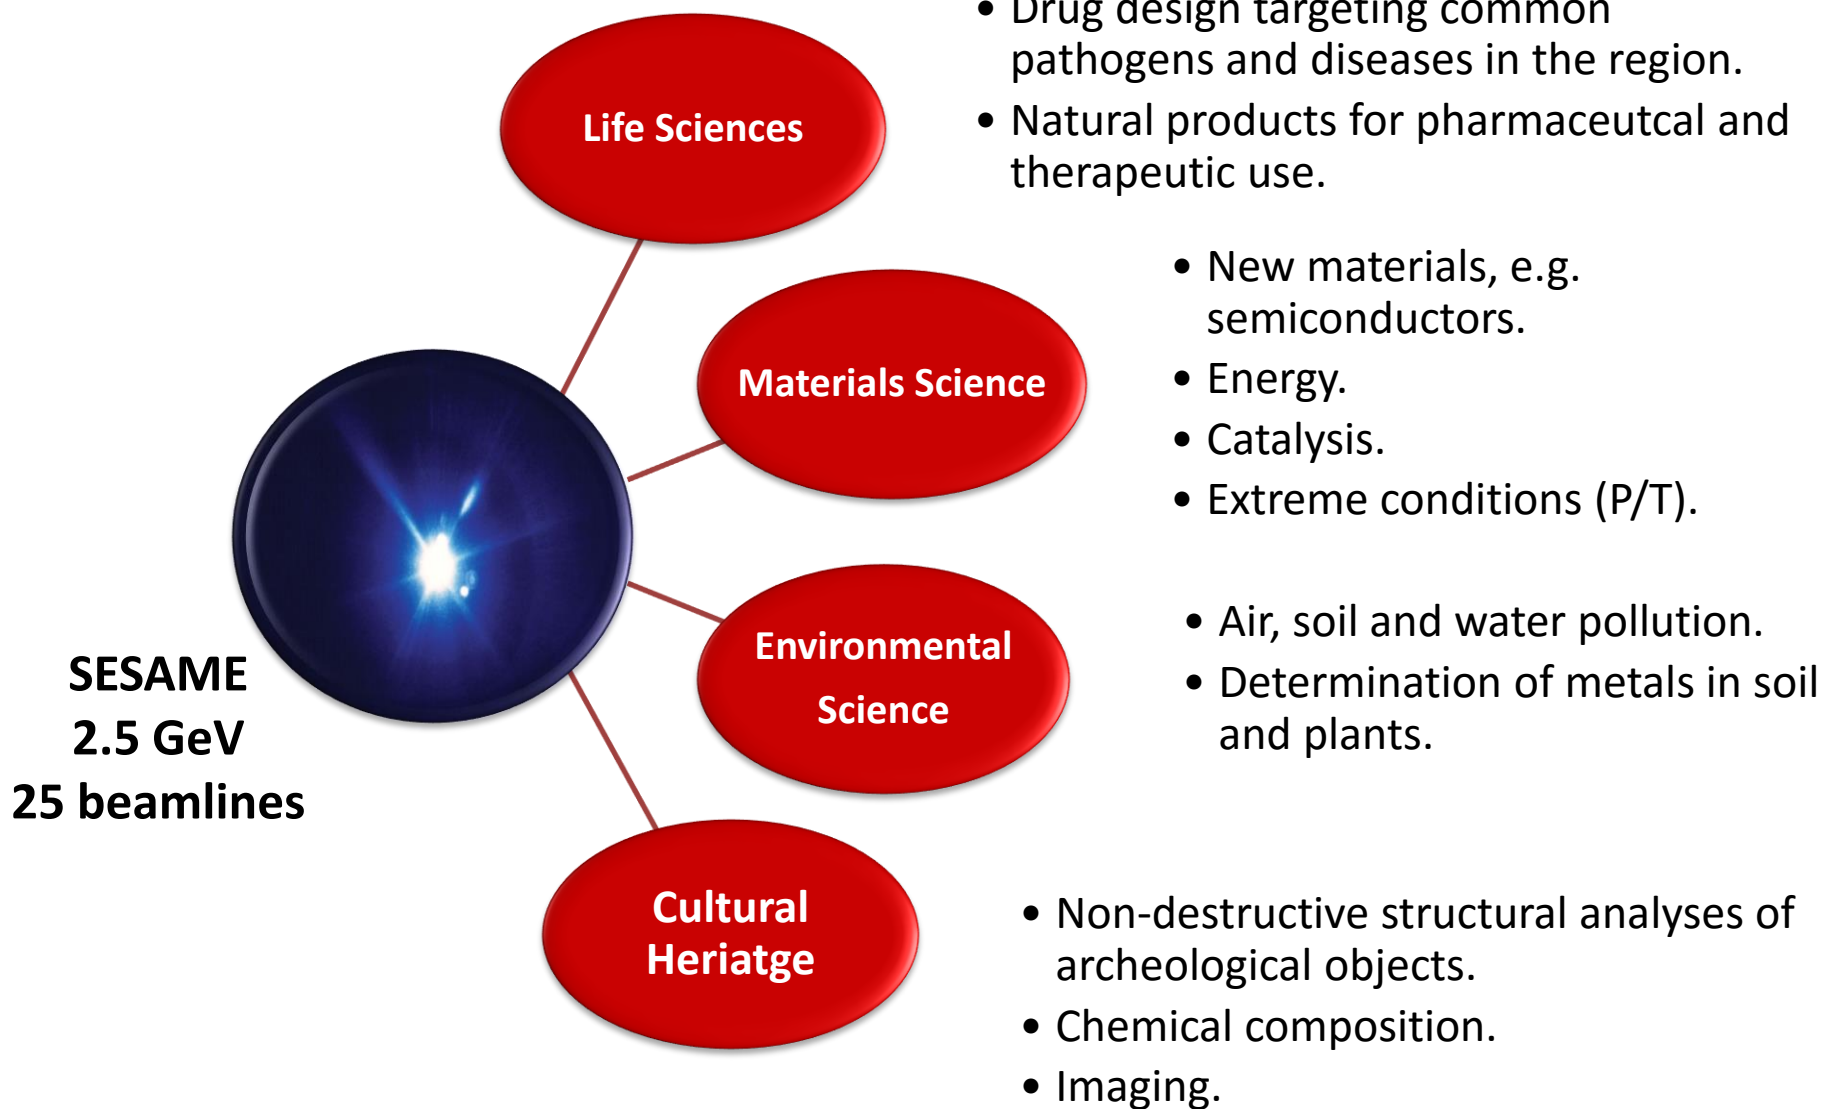 • Drug design targeting common
pathogens and diseases in the region.
• Natural products for pharmaceutcal and
therapeutic use.
Life Sciences
• New materials, e.g.
semiconductors.
• Energy.
• Catalysis.
• Extreme conditions (P/T).
Materials Science
• Air, soil and water pollution.
• Determination of metals in soil
and plants.
Environmental
Science
SESAME
2.5 GeV
25 beamlines
Cultural
Heriatge
• Non-destructive structural analyses of
archeological objects.
• Chemical composition.
• Imaging.